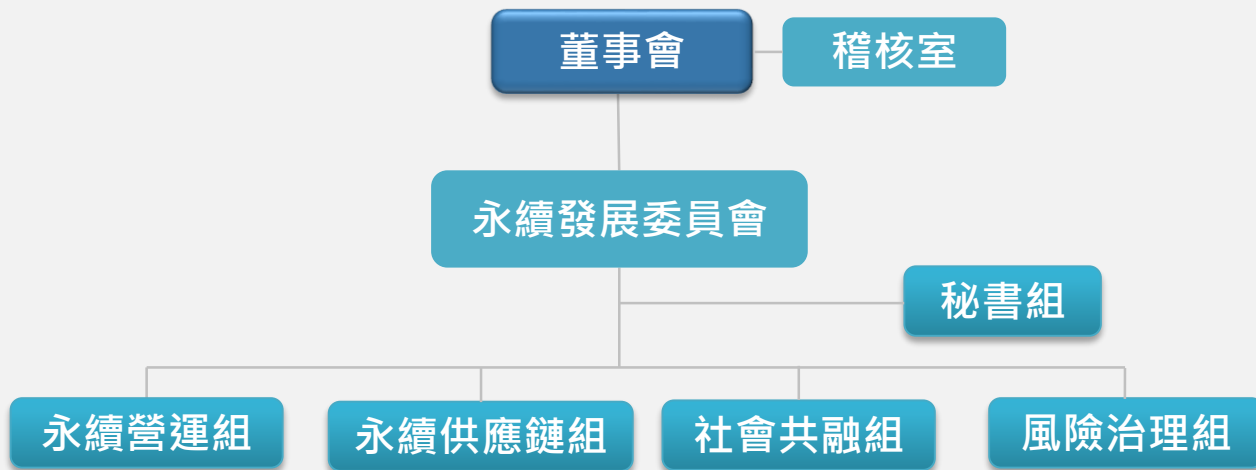 董事會
稽核室
永續發展委員會
秘書組
永續營運組
永續供應鏈組
社會共融組
風險治理組